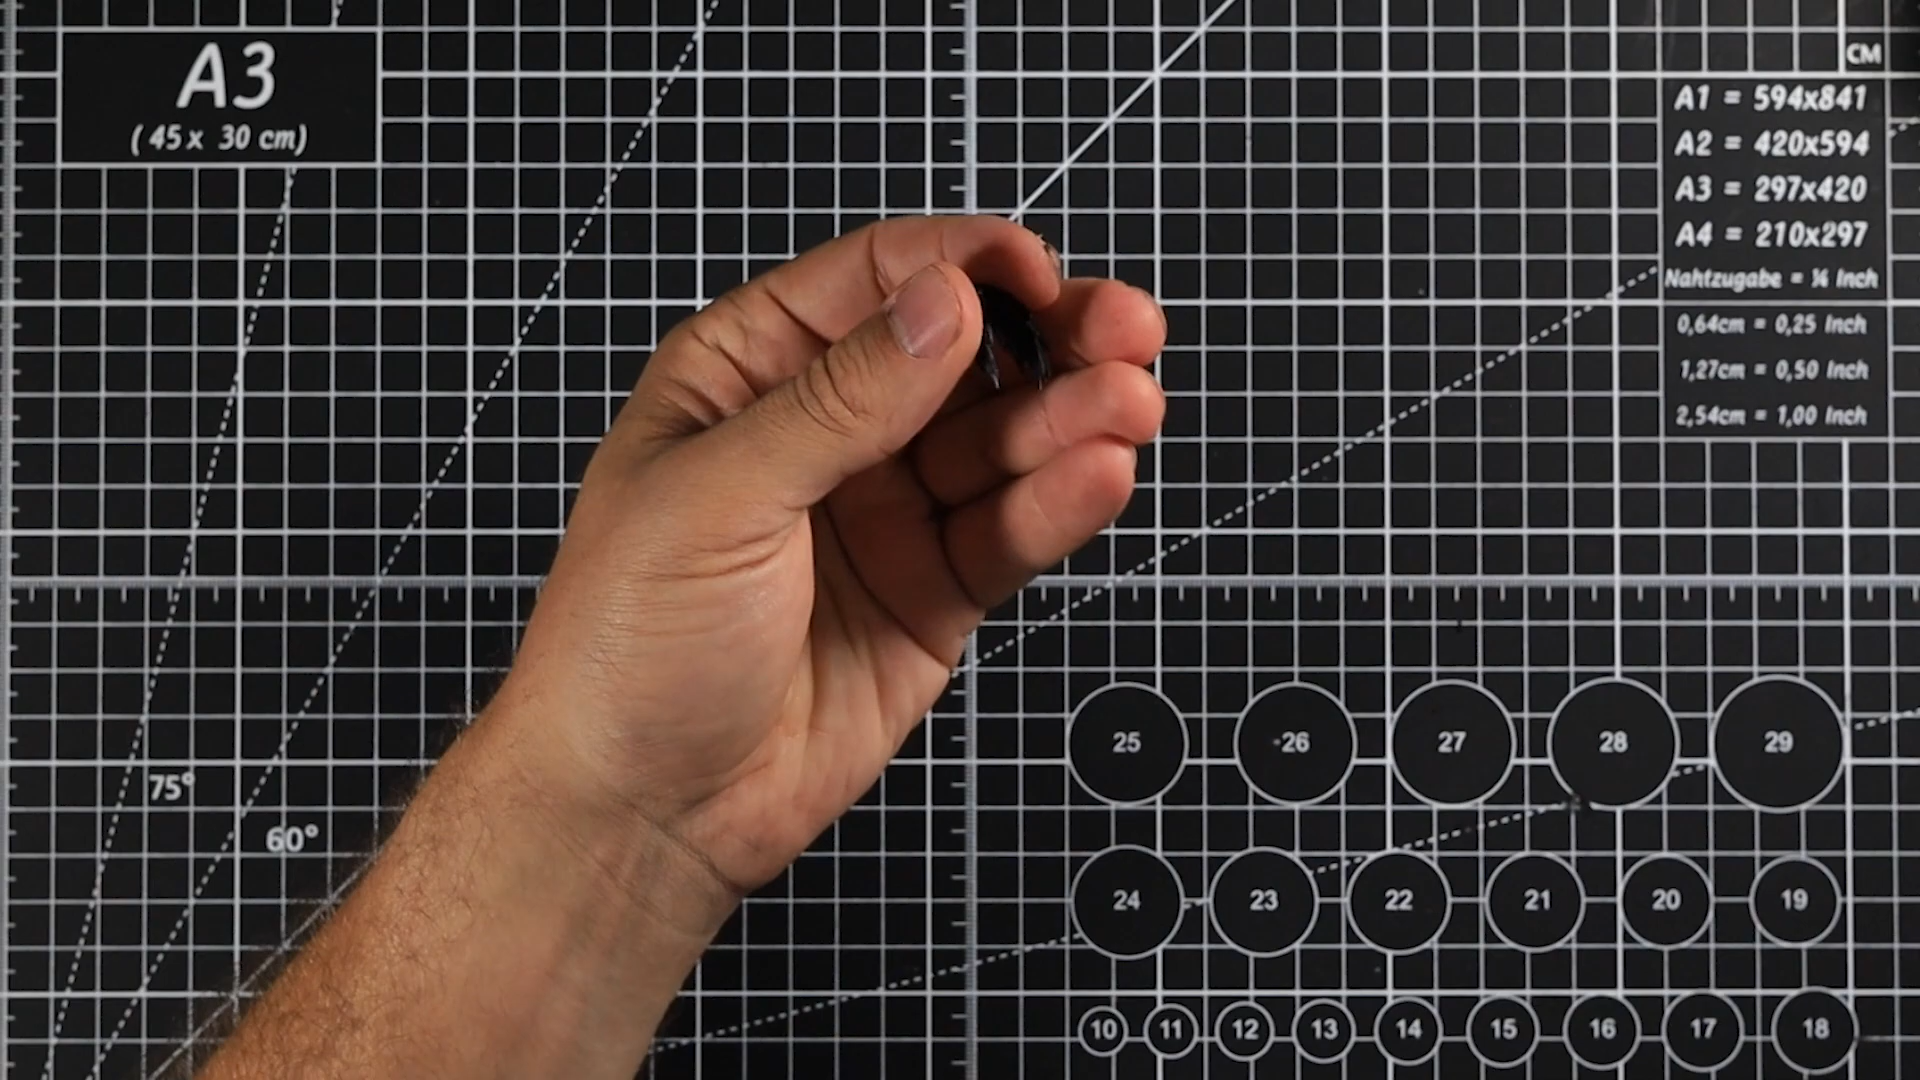 A3
( 45 x 30 cm)
CM
A1 = 594x841
A2 = 420x594
A3 = 297x420
A4 = 210x297
Nahtzugabe = ¼ Inch
0,64cm = 0,25 Inch
1,27cm = 0,50 Inch
2,54cm = 1,00 Inch
75°
60°
25 26 27 28 29
24 23 22 21 20 19
10 11 12 13 14 15 16 17 18